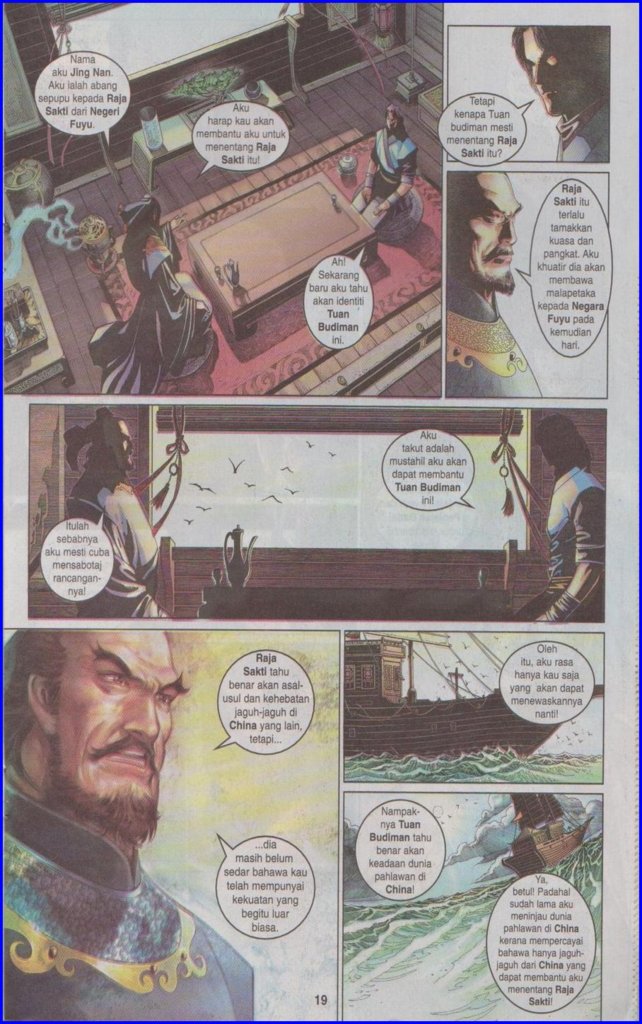 Nama
aku Jing Nan.
Aku ialah abang
sepupu kepada Raja
Sakti dari Negeri
Fuyu.
Aku
harap kau akan
membantu aku untuk
menentang Raja
Sakti itu!
Ah!
Sekarang
baru aku tahu
akan identiti
Tuan
Budiman
ini.
Tetapi
kenapa Tuan
budiman mesti
menentang Raja
Sakti itu?
Raja
Sakti itu
terlalu
tamakkan
kuasa dan
pangkat. Aku
khuatir dia akan
membawa
malapetaka
kepada Negara
Fuyu pada
kemudian
hari.
Aku
takut adalah
mustahil aku akan
dapat membantu
Tuan Budiman
ini!
Itulah
sebabnya
aku mesti cuba
mensabotaj
rancangan-
nya!
Raja
Sakti tahu
benar akan asal-
usul dan kehebatan
jaguh-jaguh di
China yang lain,
tetapi...
...dia
masih belum
sedar bahawa kau
telah mempunyai
kekuatan yang
begitu luar
biasa.
Oleh
itu, aku rasa
hanya kau saja
yang akan dapat
menewaskannya
nanti!
Nampak-
nya Tuan
Budiman tahu
benar akan
keadaan dunia
pahlawan di
China!
Ya,
betul! Padahal
sudah lama aku
meninjau dunia
pahlawan di China
kerana mempercayai
bahawa hanya jaguh-
jaguh dari China yang
dapat membantu aku
menentang Raja
Sakti!
19